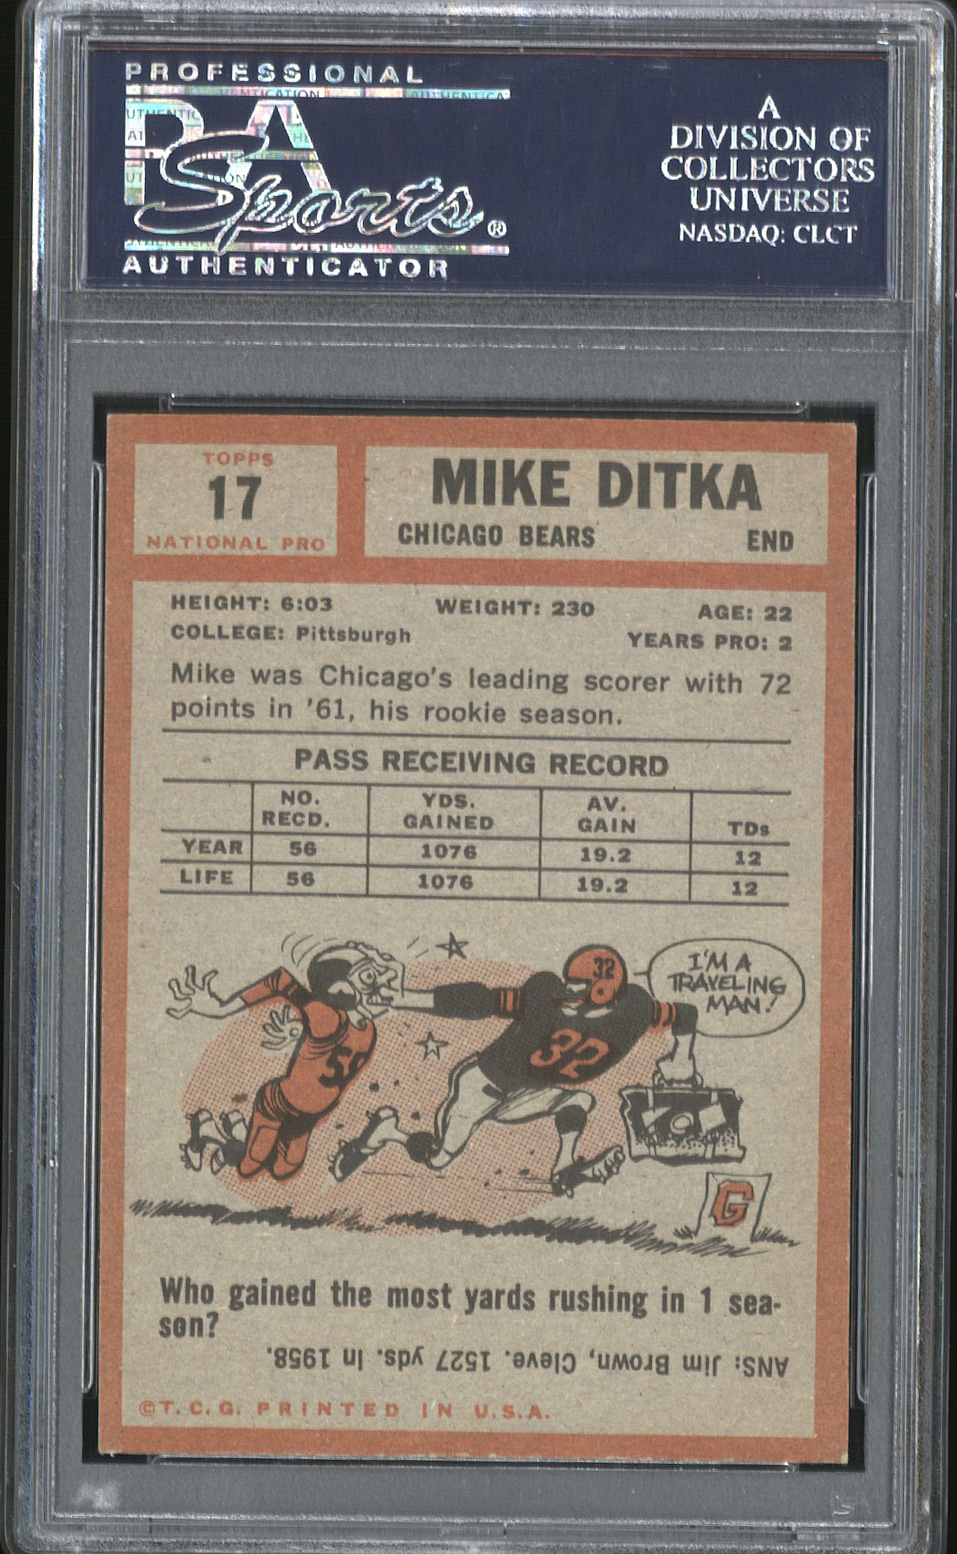 PROFESSIONAL
PSA
Sports®
AUTHENTICATOR
A
DIVISION OF
COLLECTORS
UNIVERSE
NASDAQ: CLCT
TOPPS
17
NATIONAL PRO
MIKE DITKA
CHICAGO BEARS END
HEIGHT: 6:03 WEIGHT: 230 AGE: 22
COLLEGE: Pittsburgh YEARS PRO: 2
Mike was Chicago's leading scorer with 72
points in '61, his rookie season.
PASS RECEIVING RECORD
NO. RECD. YDS. GAINED AV. GAIN TDs
YEAR 56 1076 19.2 12
LIFE 56 1076 19.2 12
32
I'M A
TRAVELING
MAN!
32
G
Who gained the most yards rushing in 1 sea-
son?
ANS: Jim Brown, Cleve. 1527 yds. In 1958.
©T.C.G. PRINTED IN U.S.A.